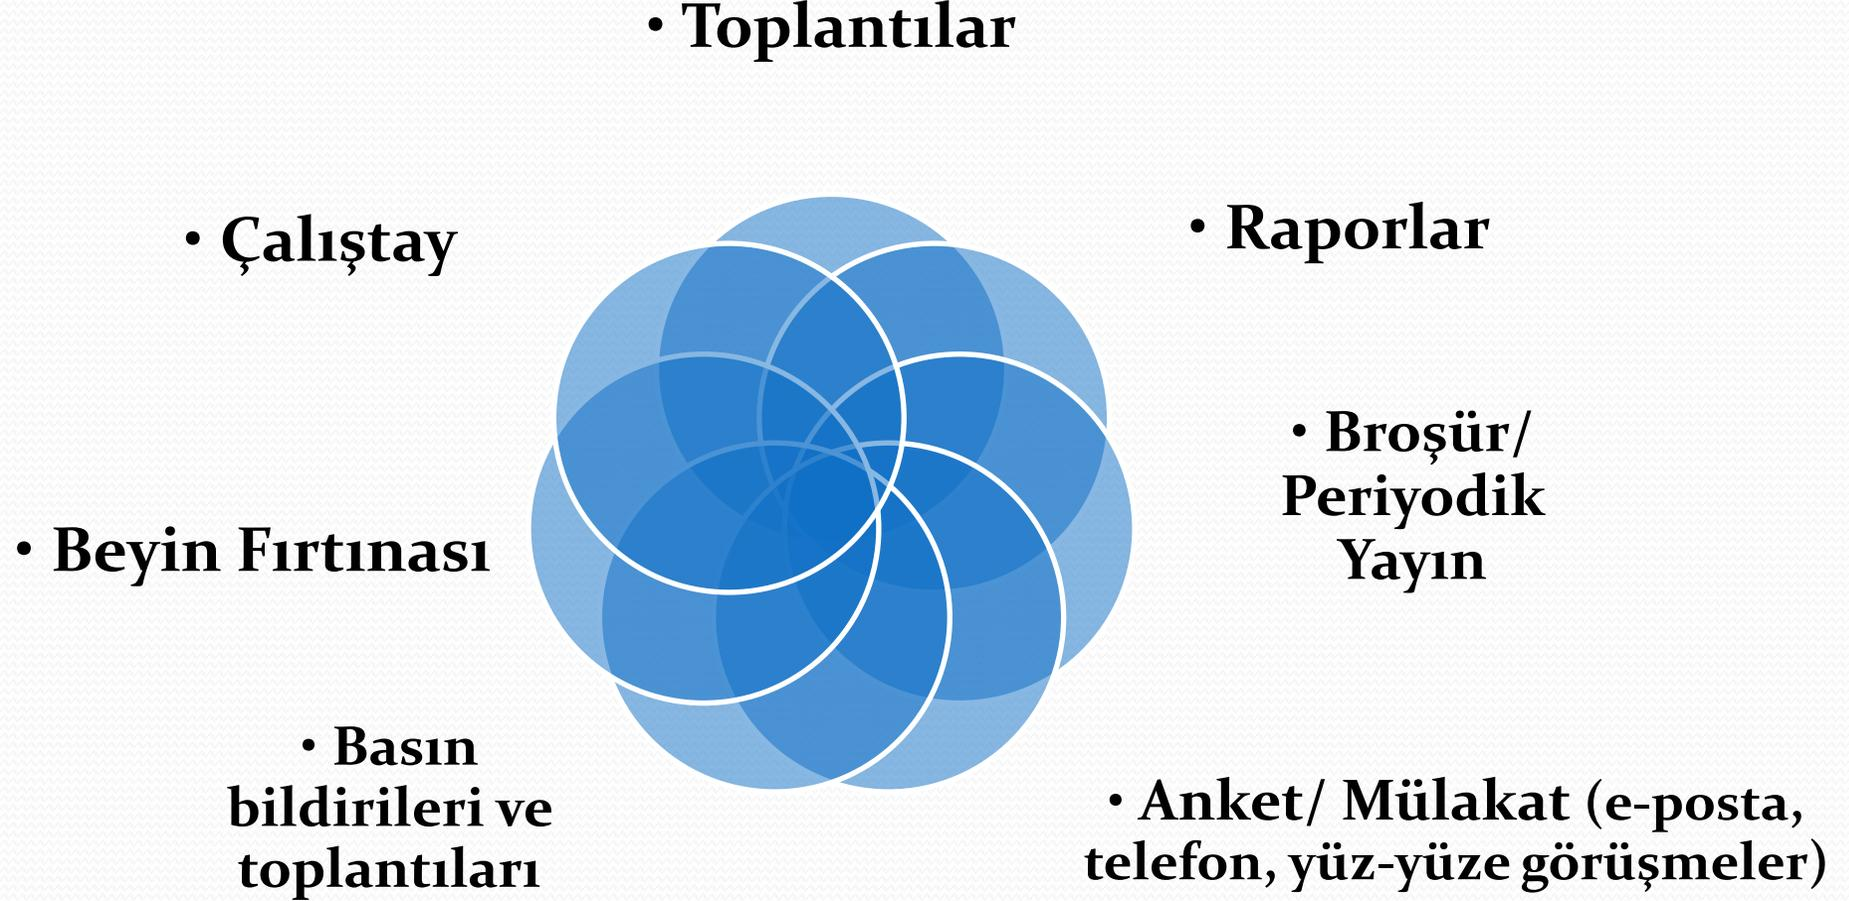 • Toplantılar
• Çalıştay
• Raporlar
• Broşür/
Periyodik
Yayın
• Beyin Fırtınası
• Basın
bildirileri ve
toplantıları
• Anket/ Mülakat (e-posta,
telefon, yüz-yüze görüşmeler)